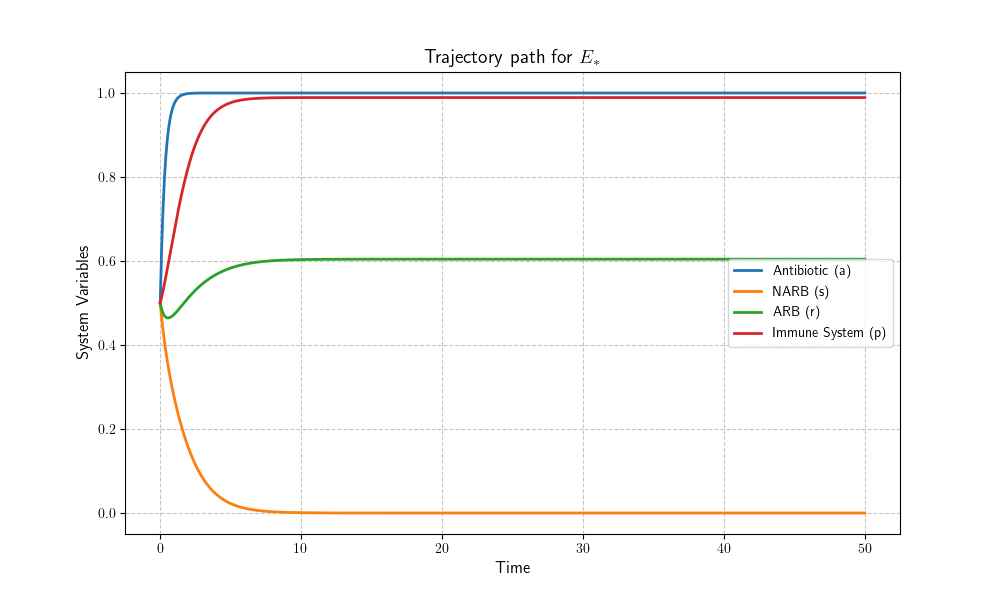 Trajectory path for E*
System Variables
1.0
0.8
0.6
0.4
0.2
0.0
Antibiotic (a)
NARB (s)
ARB (r)
Immune System (p)
0 10 20 30 40 50
Time